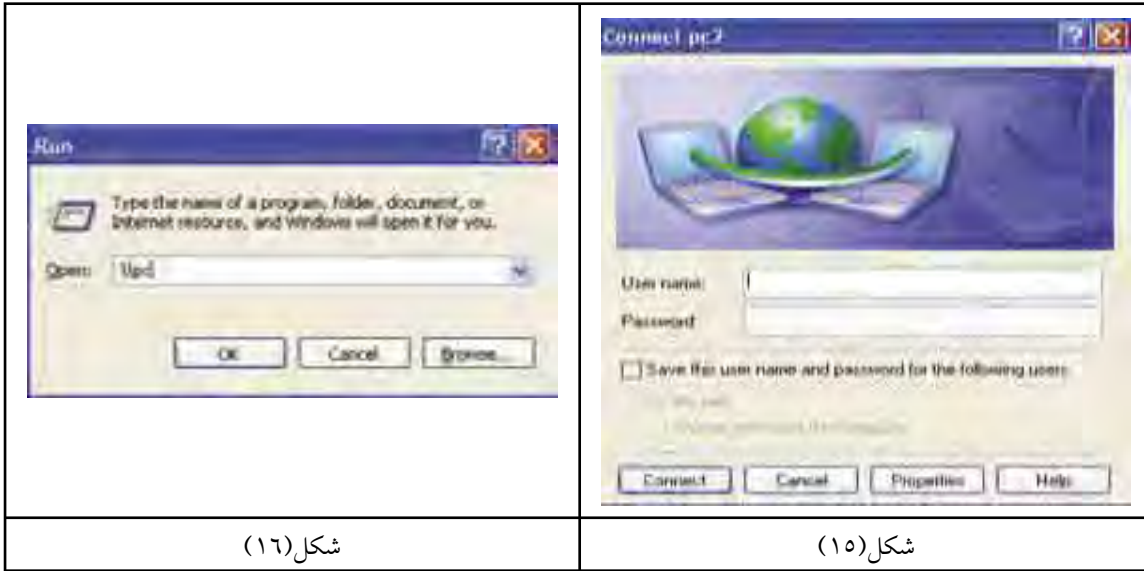 Connect pc2
User name:
Password:
Save this user name and password for the following users:
Connect
Cancel
Properties
Help
شكل(١٥)
Run
Type the name of a program, folder, document, or
Internet resource, and Windows will open it for you.
Open:
OK
Cancel
Browse...
شكل(١٦)